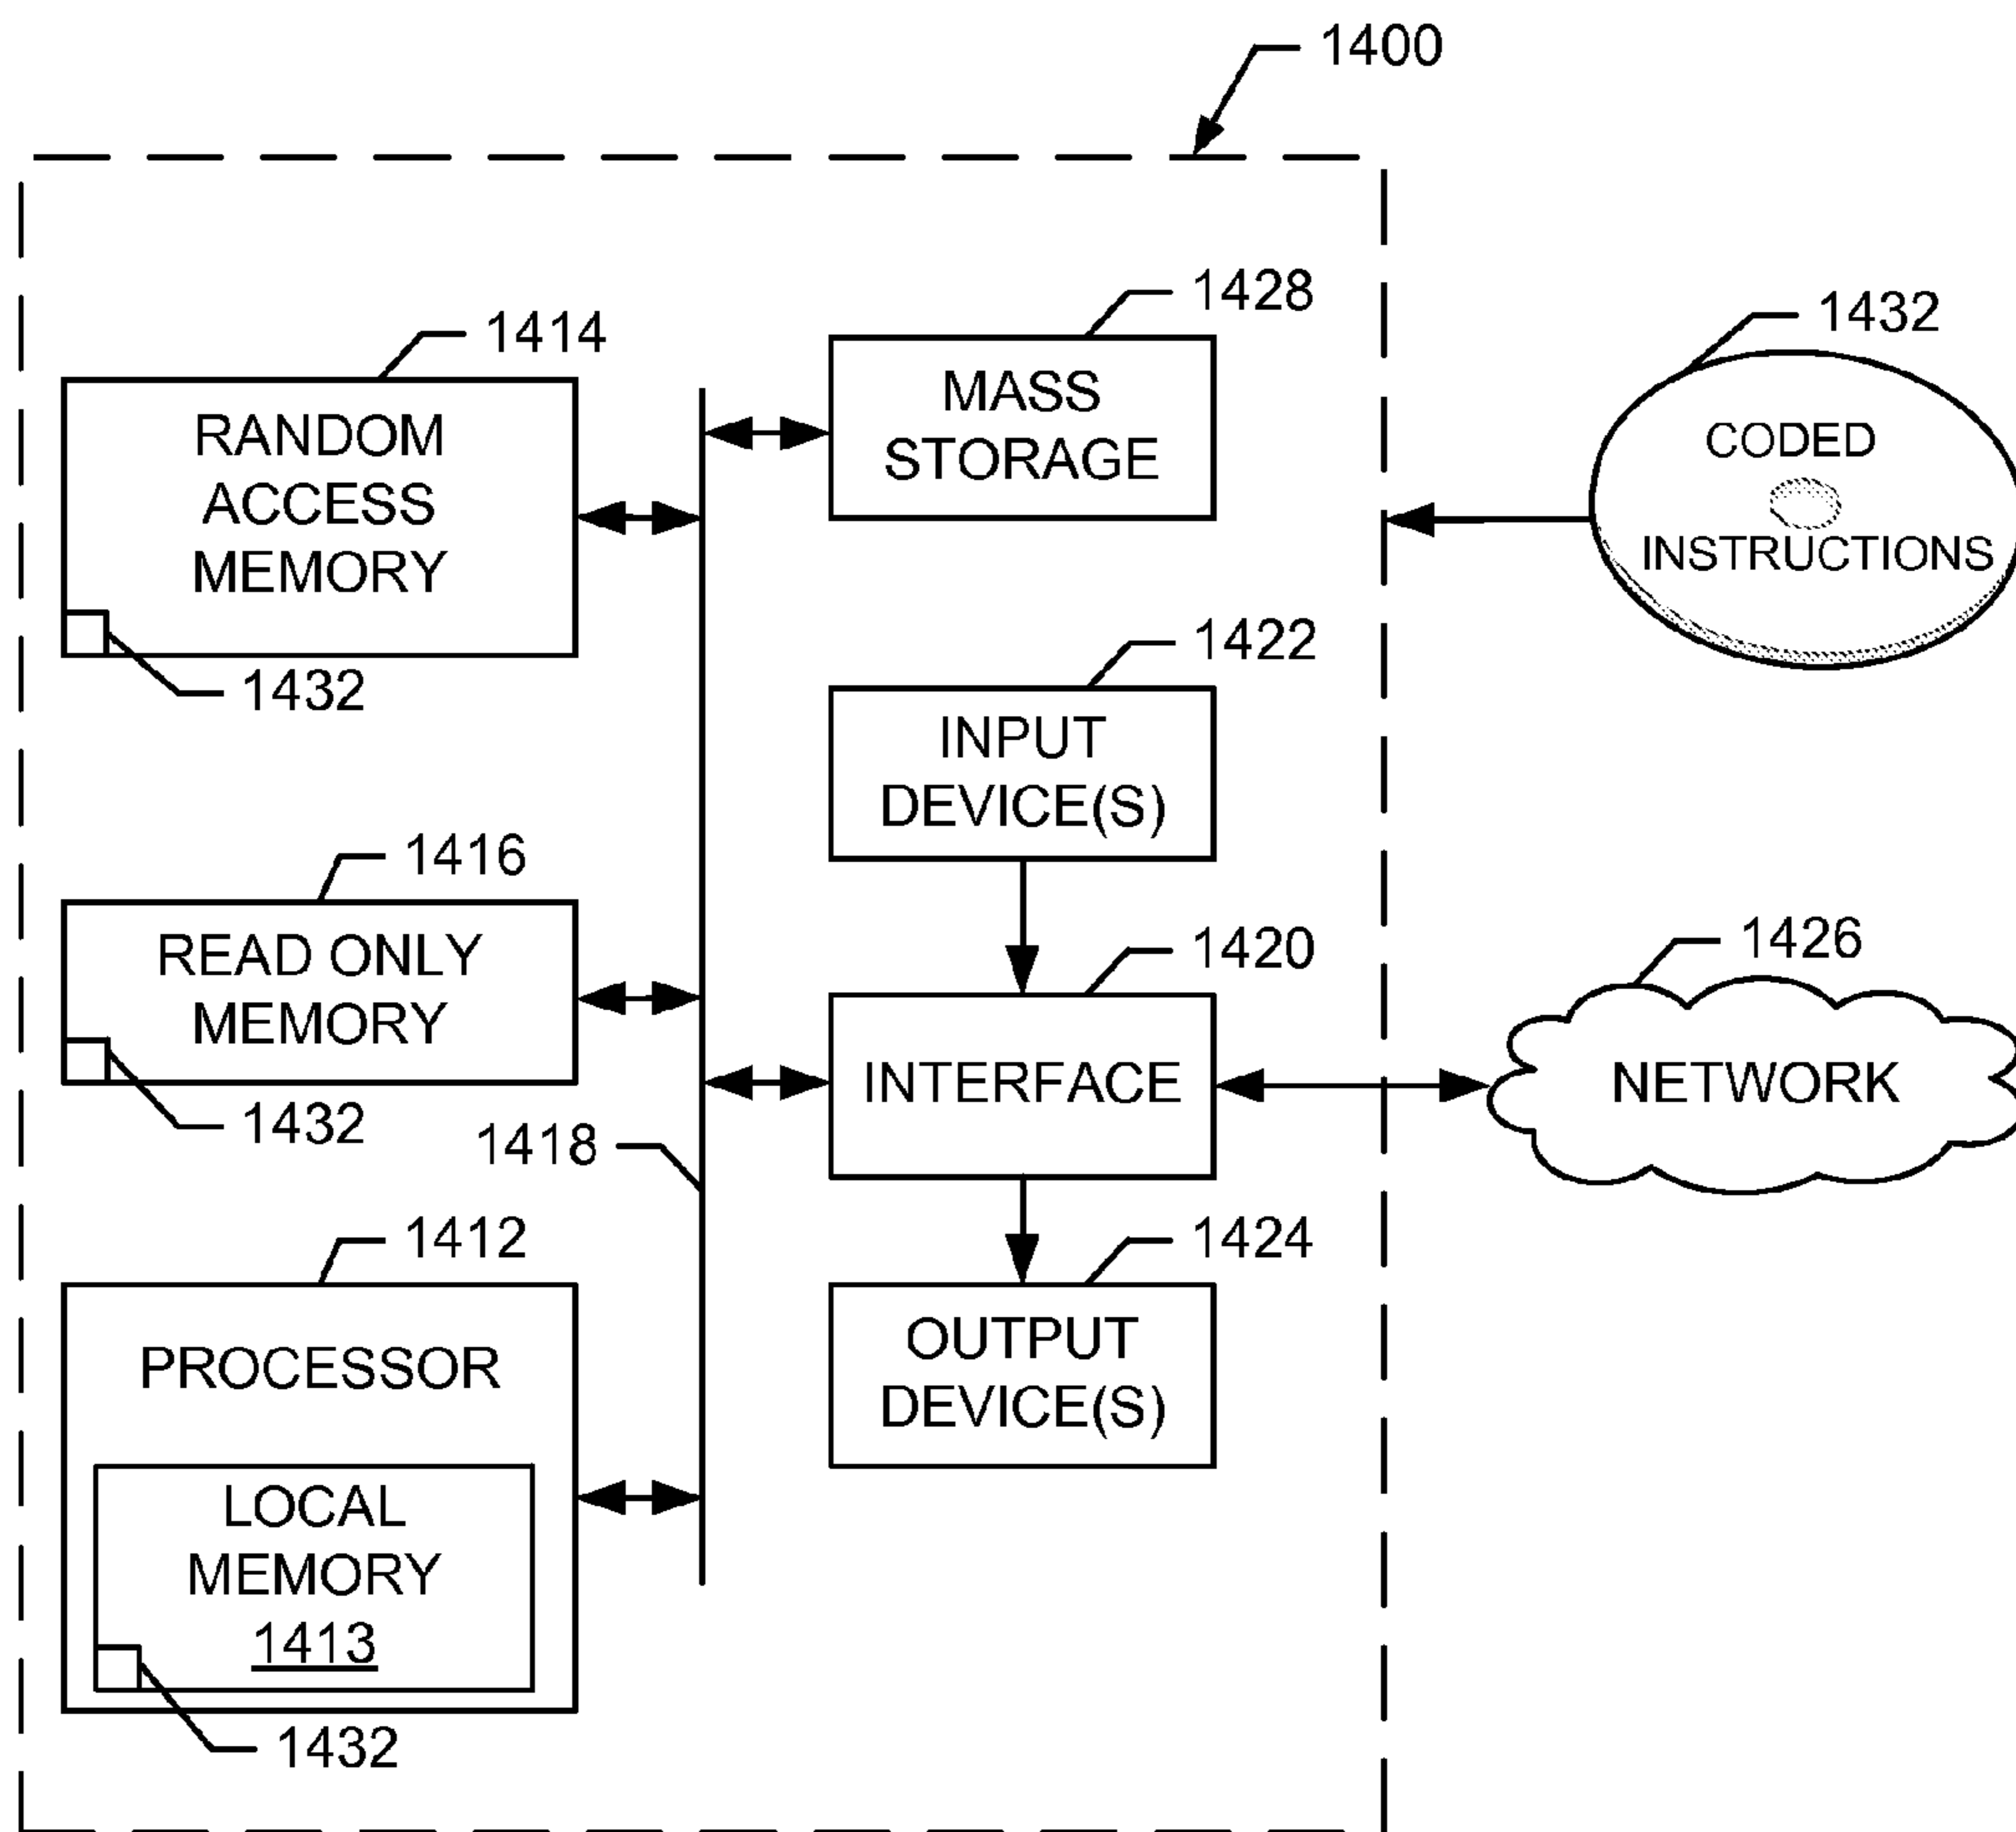 1400
1428
1414
1432
MASS
STORAGE
RANDOM
ACCESS
MEMORY
CODED
INSTRUCTIONS
1432
1422
INPUT
DEVICE(S)
1416
READ ONLY
MEMORY
1420
1426
INTERFACE
NETWORK
1432
1418
1412
1424
PROCESSOR
OUTPUT
DEVICE(S)
LOCAL
MEMORY
1413
1432